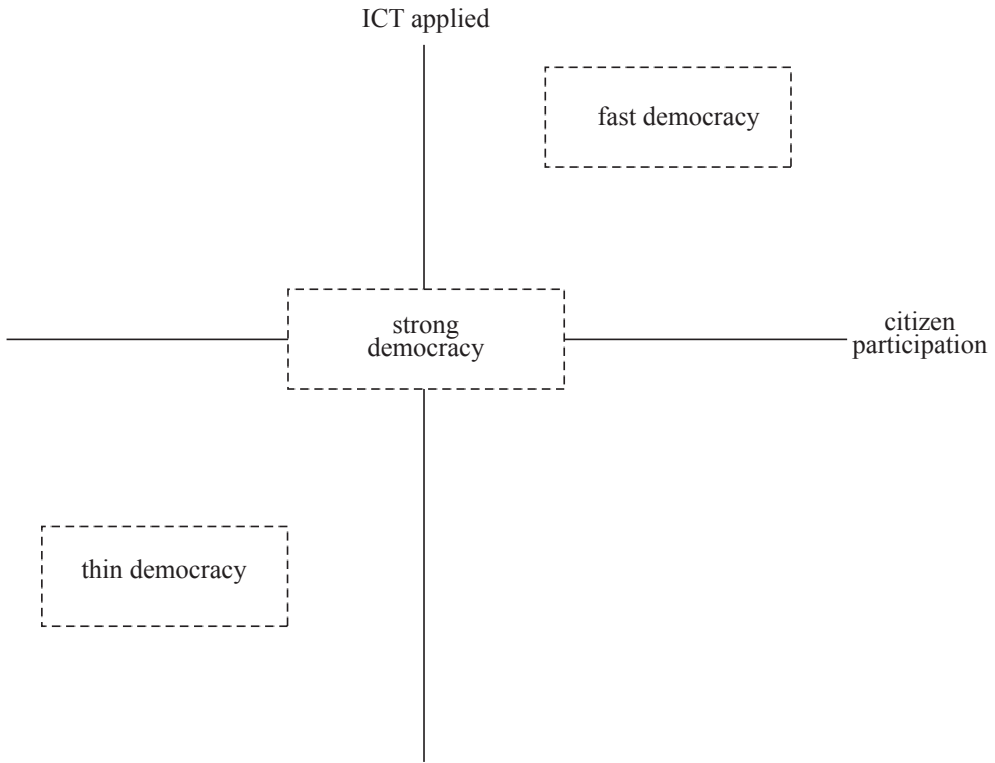 ICT applied
fast democracy
strong
democracy
citizen
participation
thin democracy